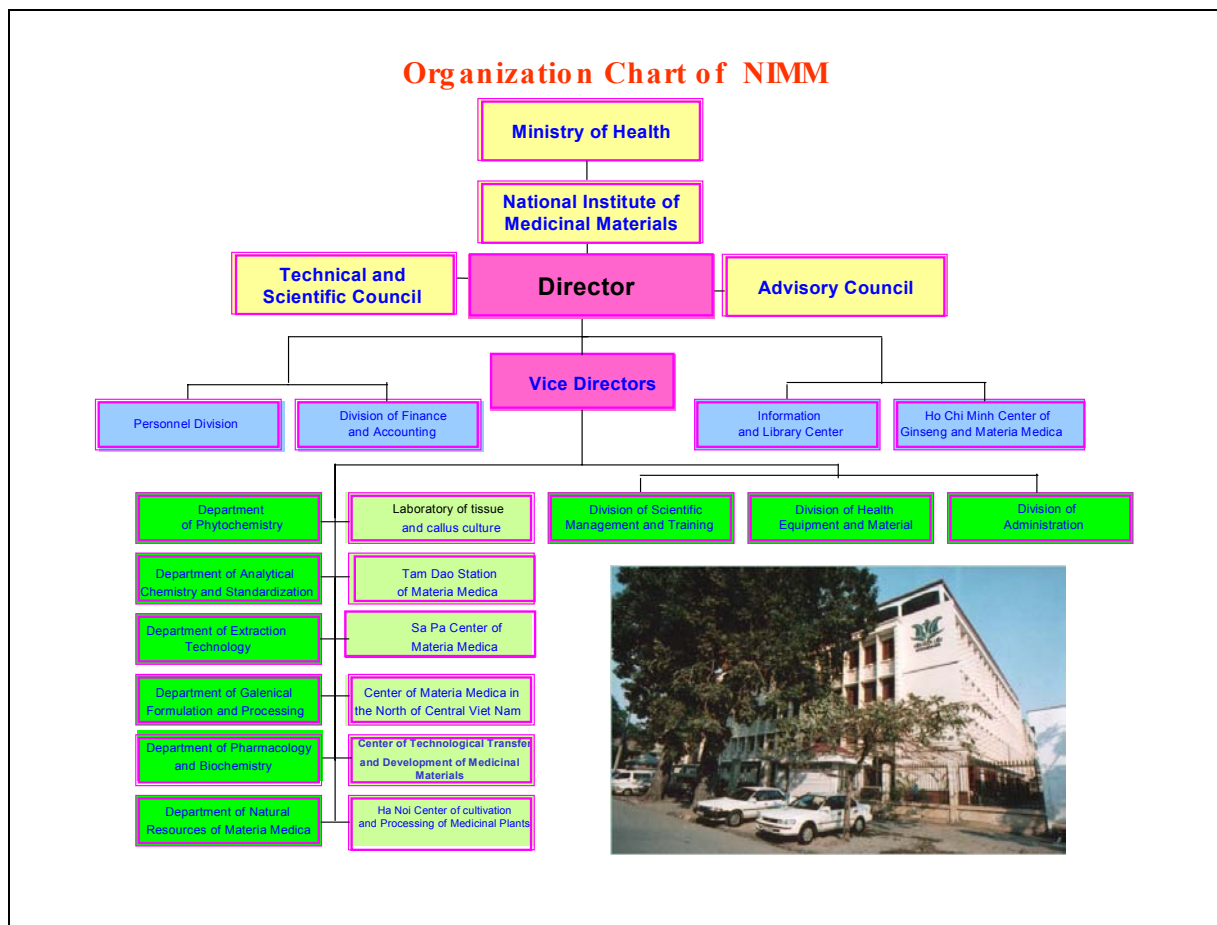 Organization Chart of NIMM
Ministry of Health
National Institute of
Medicinal Materials
Technical and
Scientific Council
Director
Advisory Council
Vice Directors
Personnel Division
Division of Finance
and Accounting
Information
and Library Center
Ho Chi Minh Center of
Ginseng and Materia Medica
Department
of Phytochemistry
Laboratory of tissue
and callus culture
Division of Scientific
Management and Training
Division of Health
Equipment and Material
Division of
Administration
Department of Analytical
Chemistry and Standardization
Tam Dao Station
of Materia Medica
Department of Extraction
Technology
Sa Pa Center of
Materia Medica
Department of Galenical
Formulation and Processing
Center of Materia Medica in
the North of Central Viet Nam
Department of Pharmacology
and Biochemistry
Center of Technological Transfer
and Development of Medicinal
Materials
Department of Natural
Resources of Materia Medica
Ha Noi Center of cultivation
and Processing of Medicinal Plants